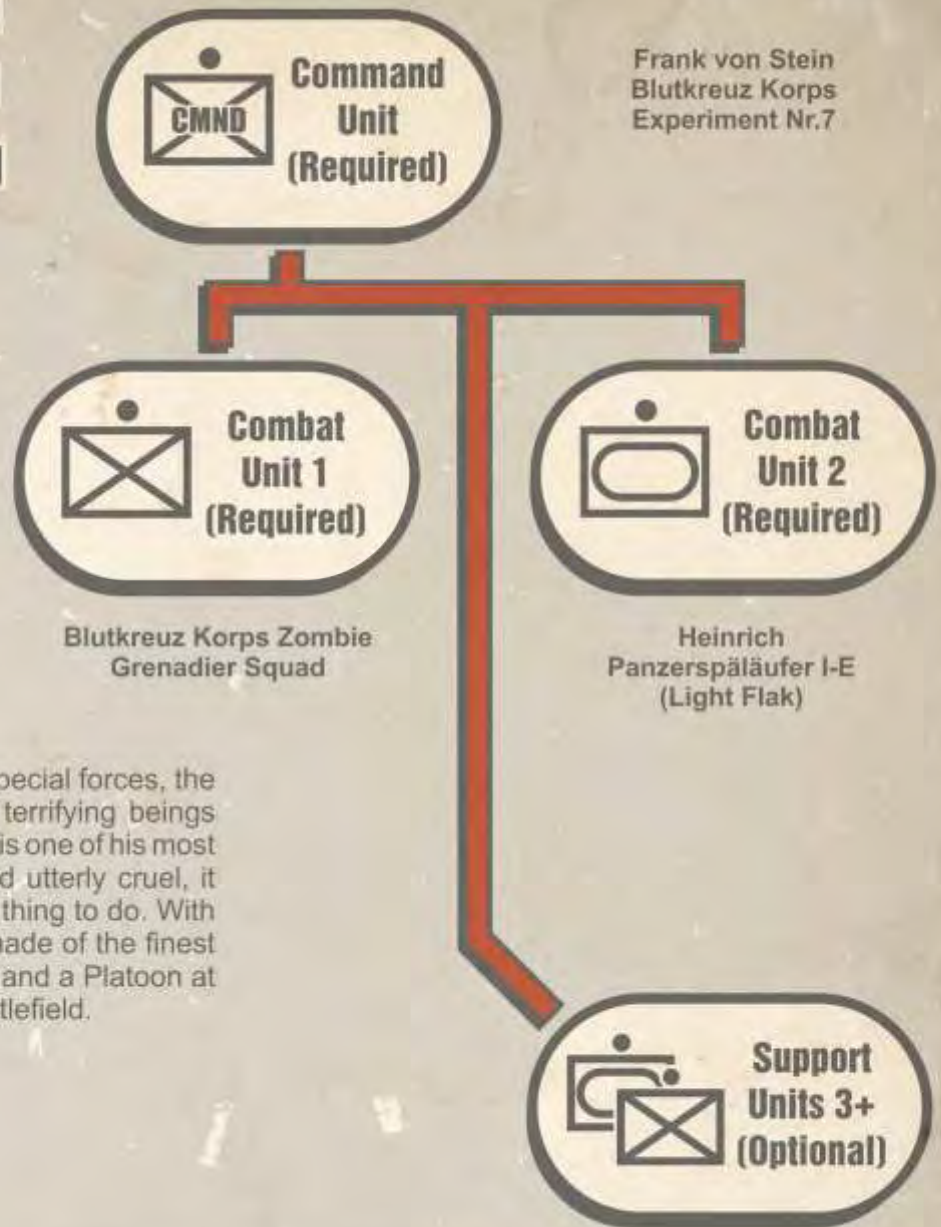 CMND
Command
Unit
(Required)
Frank von Stein
Blutkreuz Korps
Experiment Nr.7
Combat
Unit 1
(Required)
Combat
Unit 2
(Required)
Blutkreuz Korps Zombie
Grenadier Squad
Heinrich
Panzerspäläufer I-E
(Light Flak)
pecial forces, the
terrifying beings
is one of his most
d utterly cruel, it
thing to do. With
nade of the finest
and a Platoon at
tlefield.
Support
Units 3+
(Optional)